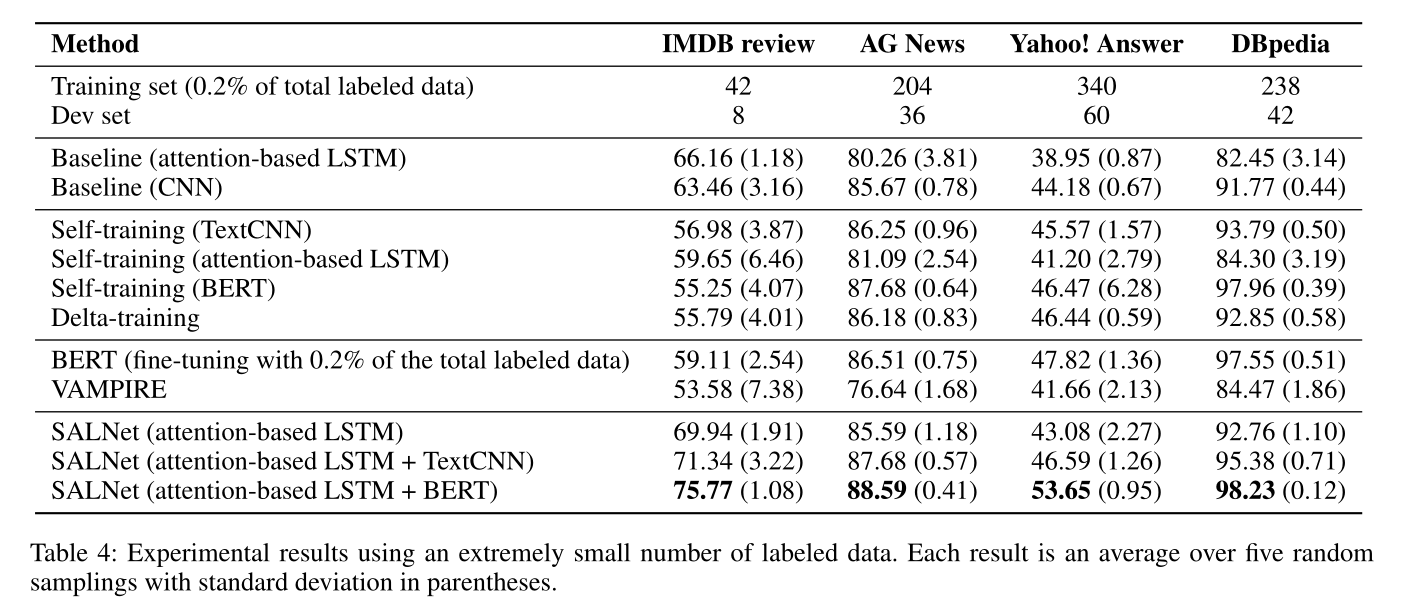 Method IMDB review AG News Yahoo! Answer DBpedia
Training set (0.2% of total labeled data) 42 204 340 238
Dev set 8 36 60 42
Baseline (attention-based LSTM) 66.16 (1.18) 80.26 (3.81) 38.95 (0.87) 82.45 (3.14)
Baseline (CNN) 63.46 (3.16) 85.67 (0.78) 44.18 (0.67) 91.77 (0.44)
Self-training (TextCNN) 56.98 (3.87) 86.25 (0.96) 45.57 (1.57) 93.79 (0.50)
Self-training (attention-based LSTM) 59.65 (6.46) 81.09 (2.54) 41.20 (2.79) 84.30 (3.19)
Self-training (BERT) 55.25 (4.07) 87.68 (0.64) 46.47 (6.28) 97.96 (0.39)
Delta-training 55.79 (4.01) 86.18 (0.83) 46.44 (0.59) 92.85 (0.58)
BERT (fine-tuning with 0.2% of the total labeled data) 59.11 (2.54) 86.51 (0.75) 47.82 (1.36) 97.55 (0.51)
VAMPIRE 53.58 (7.38) 76.64 (1.68) 41.66 (2.13) 84.47 (1.86)
SALNet (attention-based LSTM) 69.94 (1.91) 85.59 (1.18) 43.08 (2.27) 92.76 (1.10)
SALNet (attention-based LSTM + TextCNN) 71.34 (3.22) 87.68 (0.57) 46.59 (1.26) 95.38 (0.71)
SALNet (attention-based LSTM + BERT) 75.77 (1.08) 88.59 (0.41) 53.65 (0.95) 98.23 (0.12)
Table 4: Experimental results using an extremely small number of labeled data. Each result is an average over five random
samplings with standard deviation in parentheses.